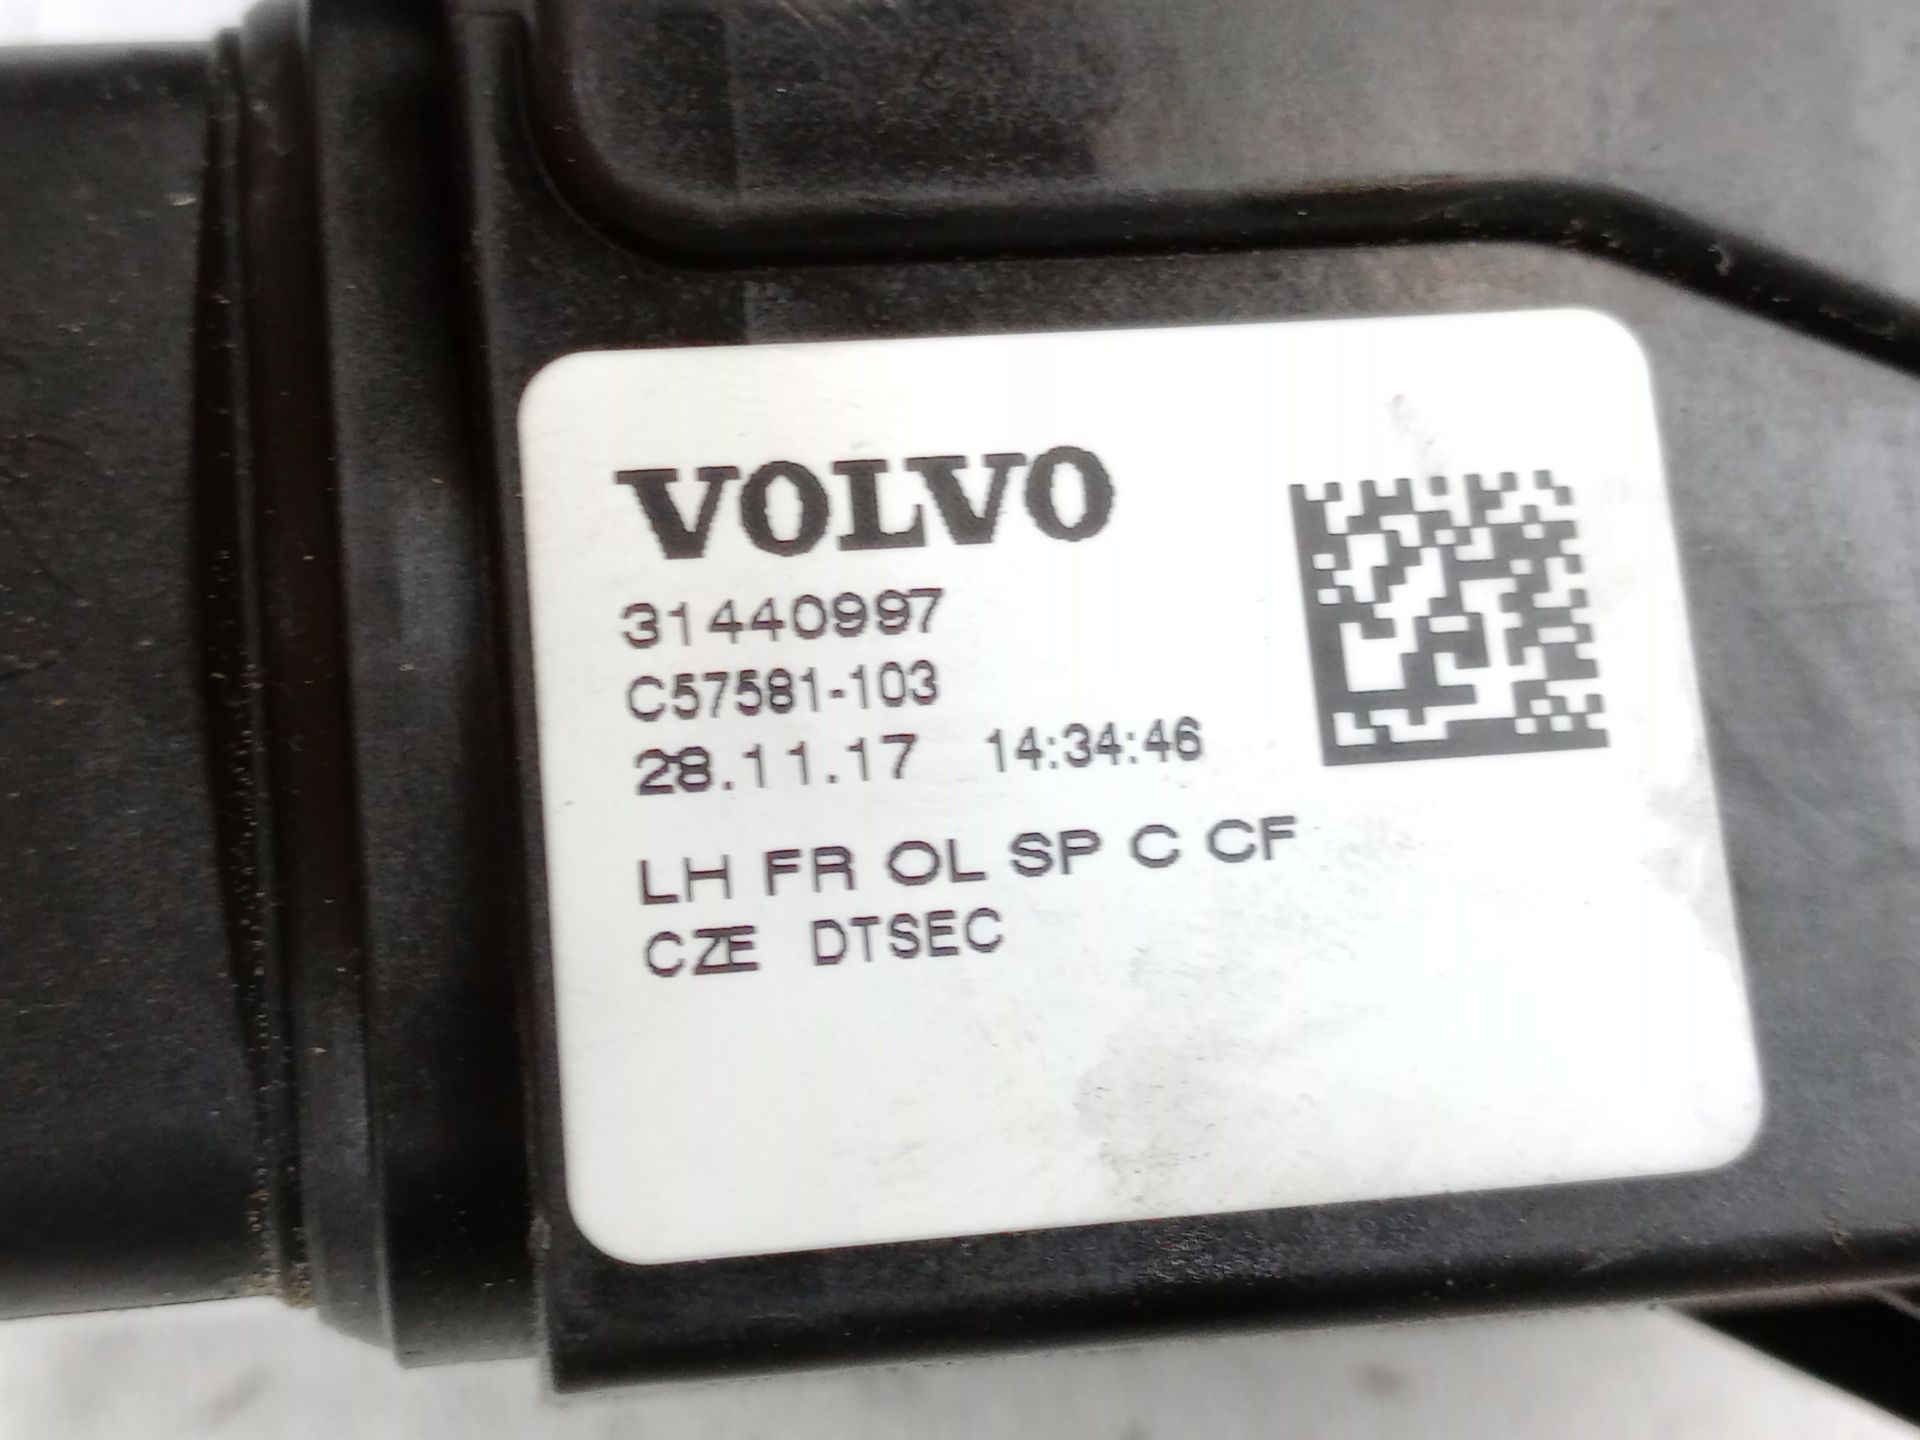 VOLVO
31440997
C57581-103
28.11.17 14:34:46
LH FR OL SP C CF
CZE DTSEC